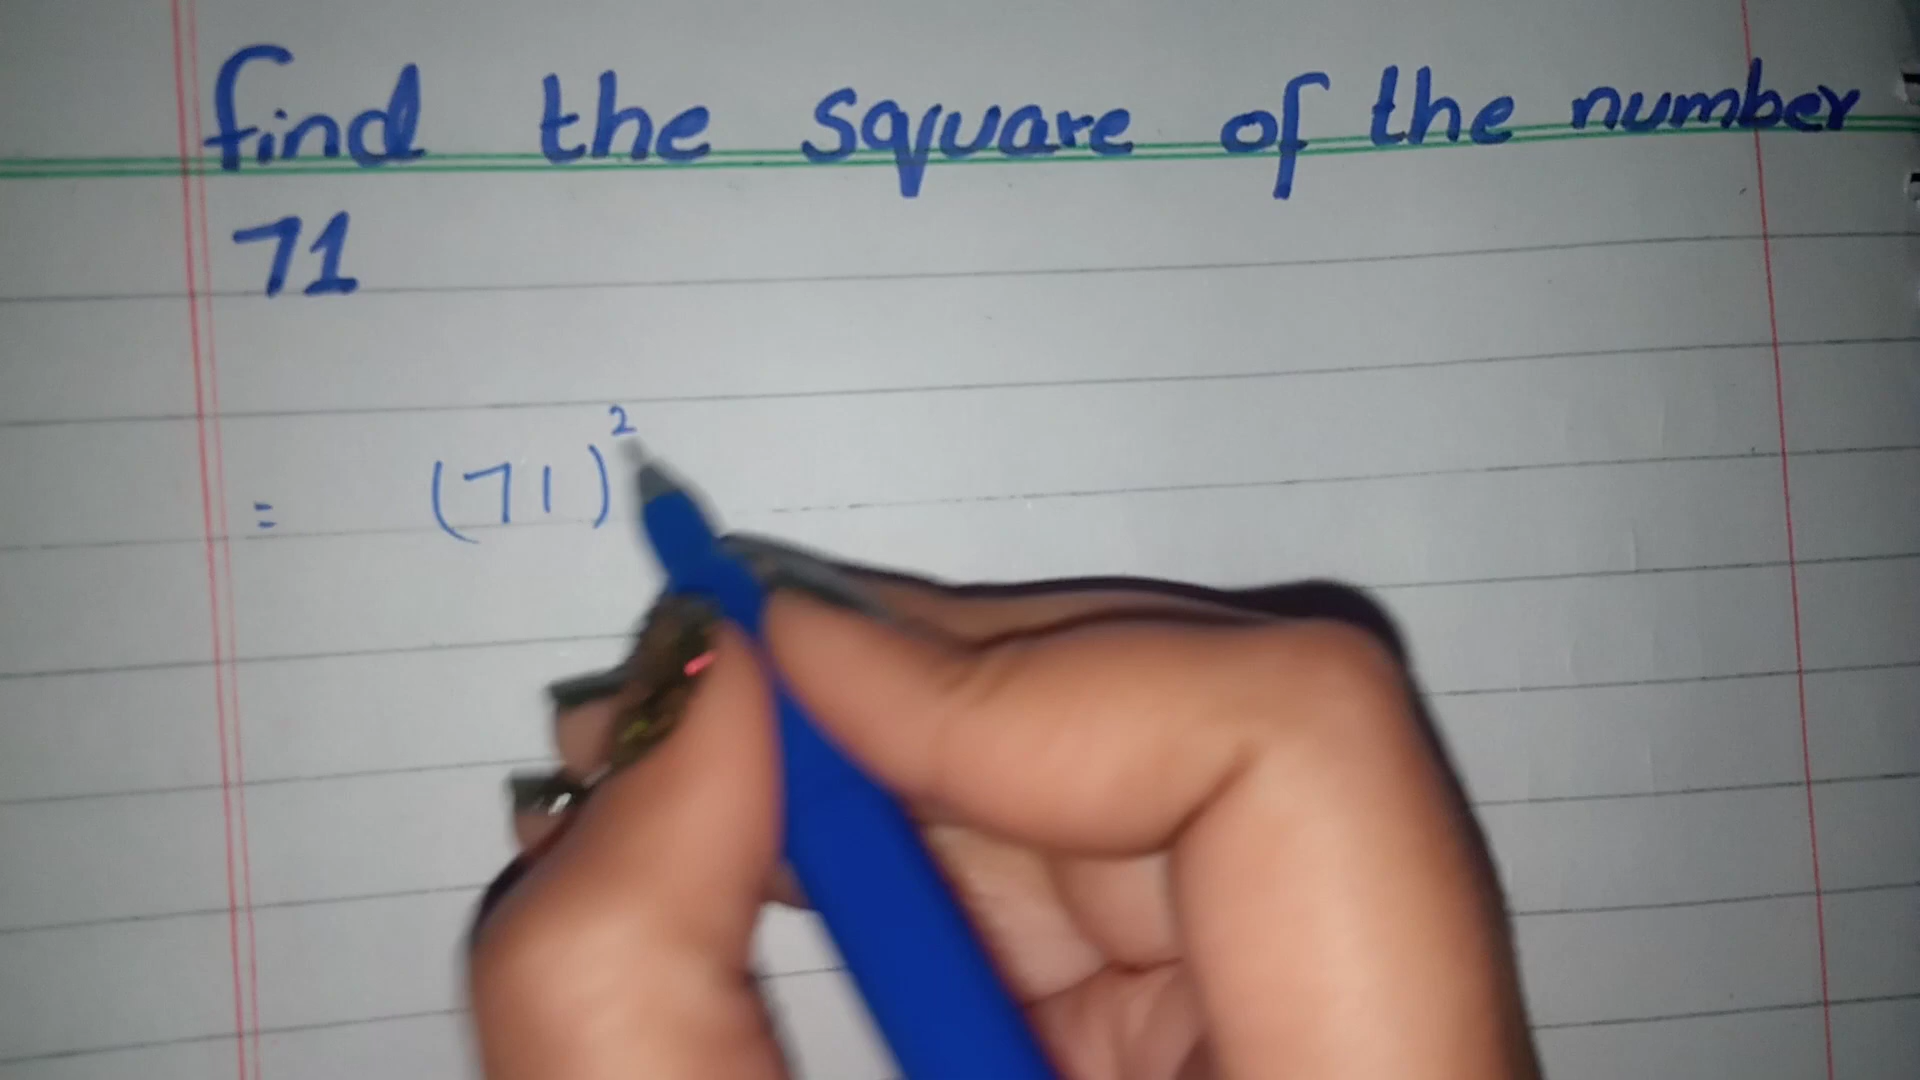 find the square of the number
71
= (71)²